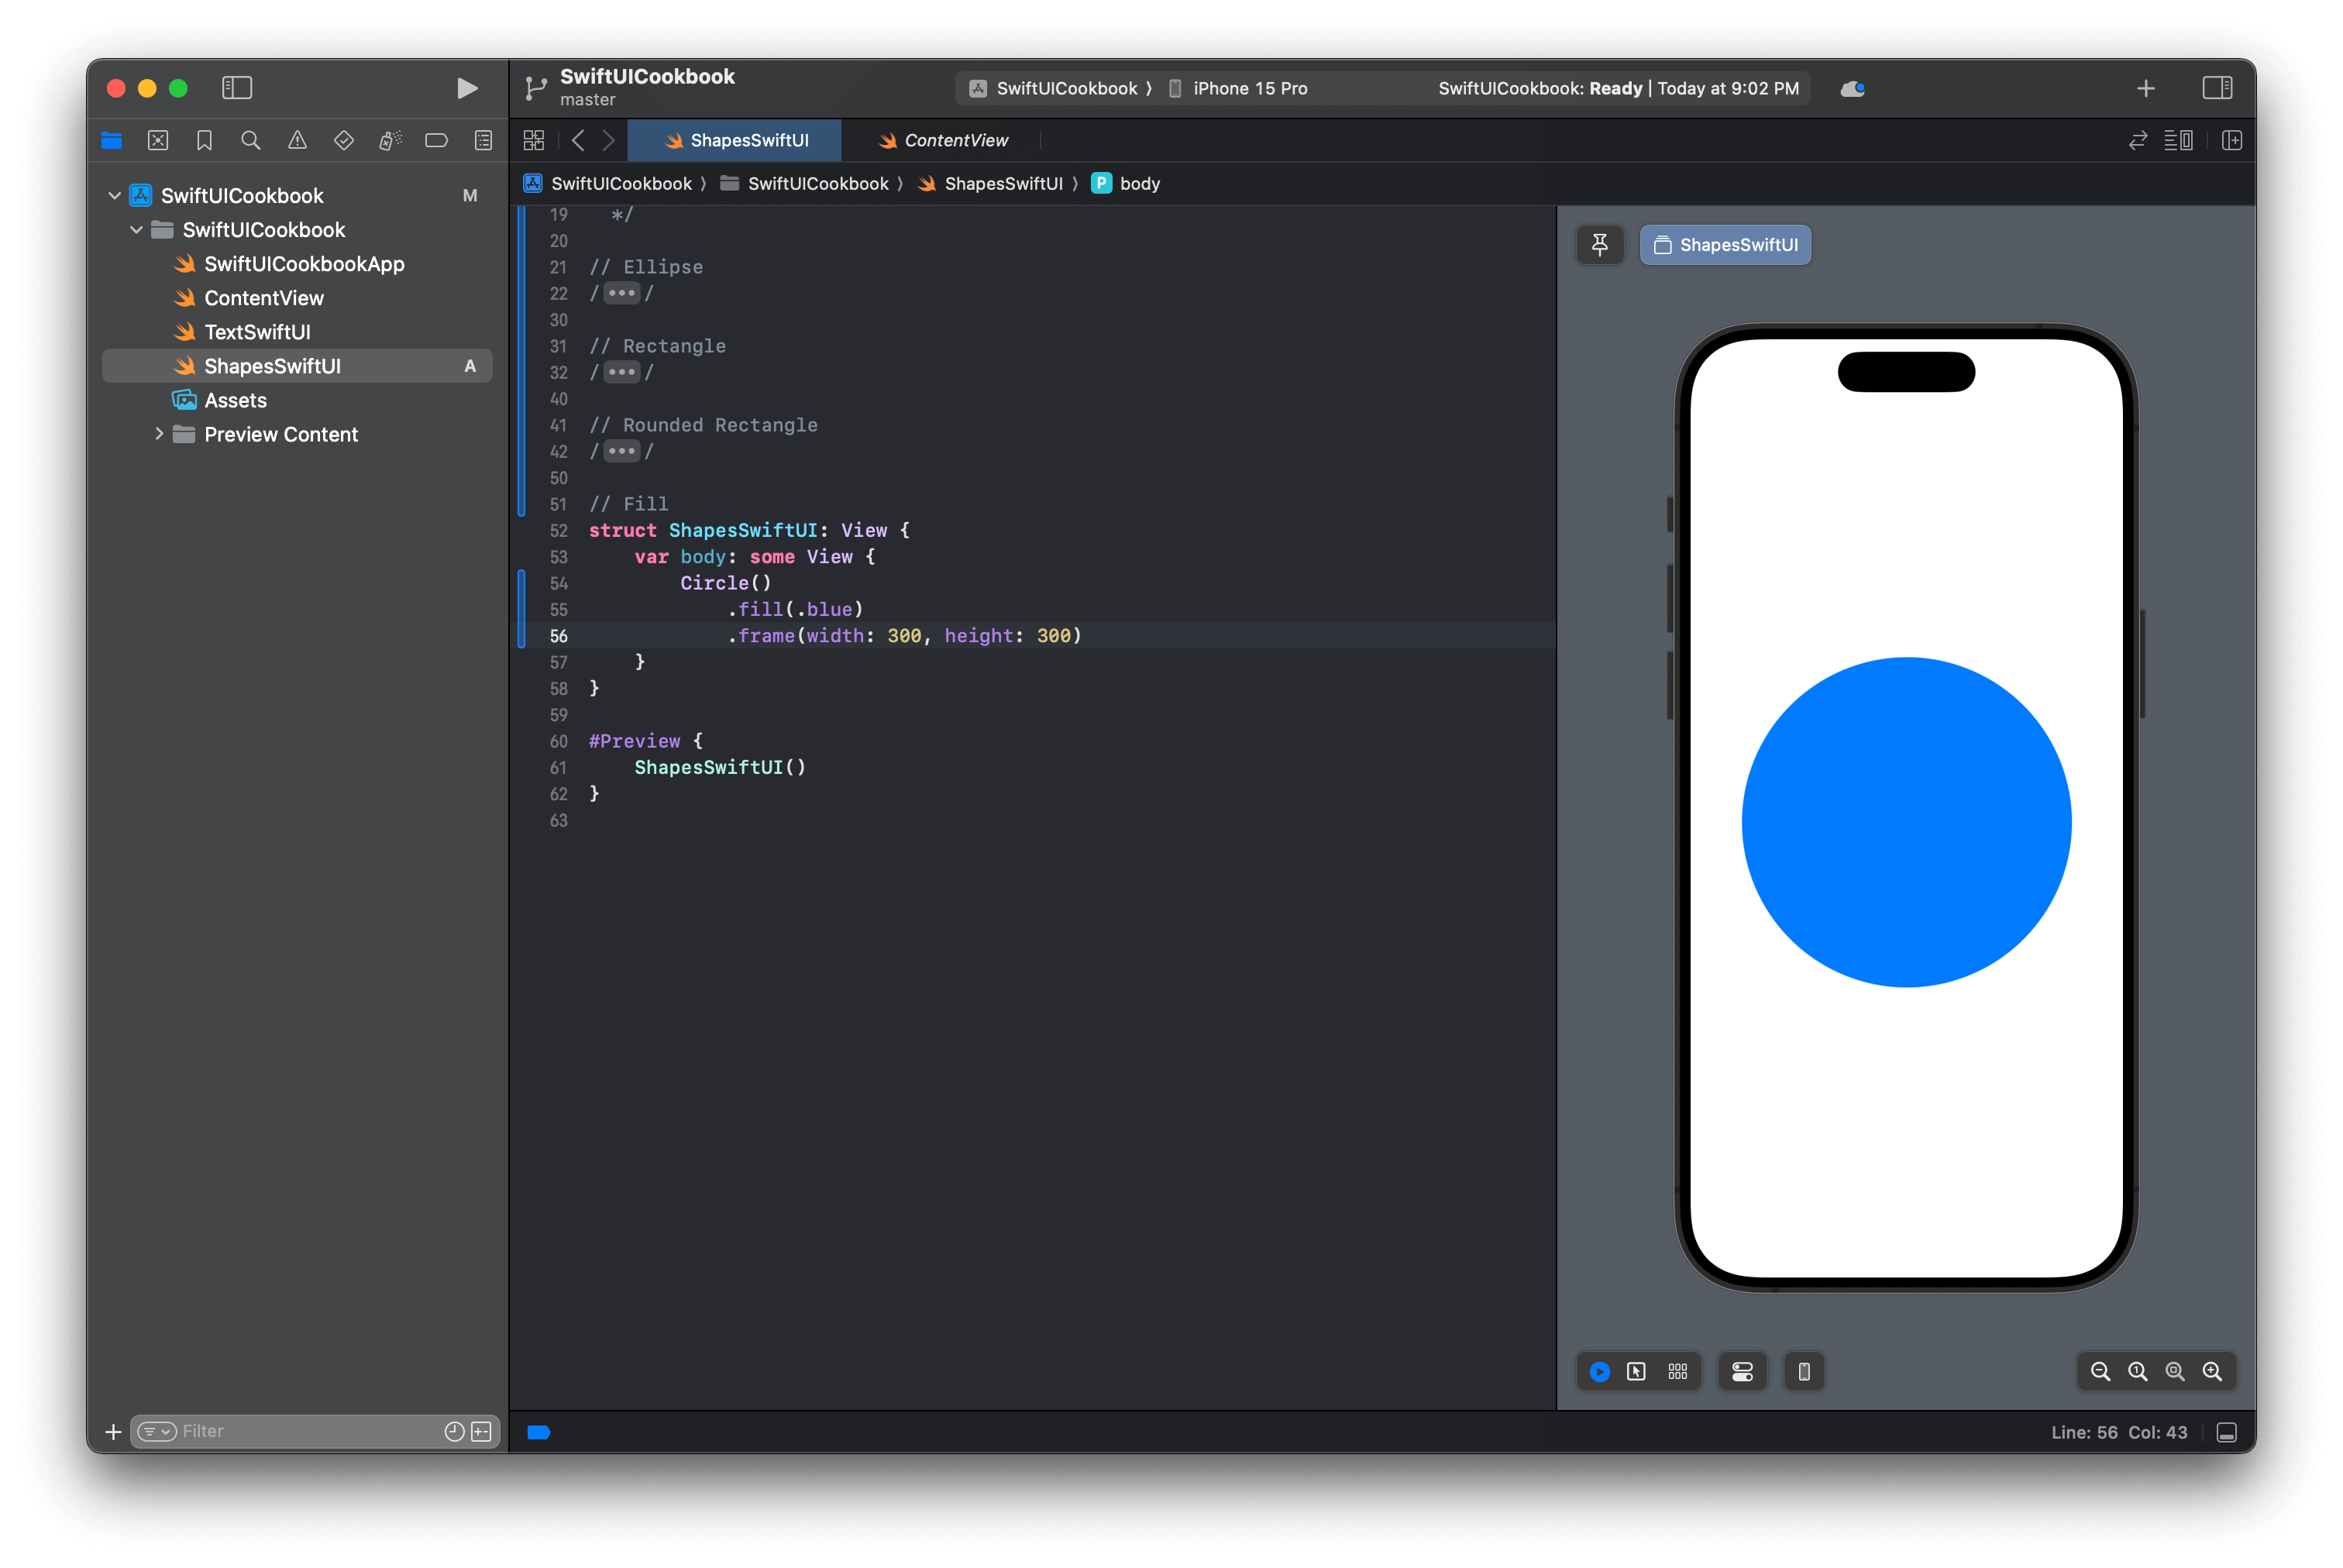 SwiftUICookbook
master
SwiftUICookbook 〉 iPhone 15 Pro
SwiftUICookbook: Ready | Today at 9:02 PM
ShapesSwiftUI
ContentView
SwiftUICookbook 〉 SwiftUICookbook 〉 ShapesSwiftUI 〉 P body
SwiftUICookbook M
SwiftUICookbook
SwiftUICookbookApp
ContentView
TextSwiftUI
ShapesSwiftUI A
Assets
Preview Content
Filter
19 */
20
21 // Ellipse
22 /•••/
30
31 // Rectangle
32 /•••/
40
41 // Rounded Rectangle
42 /•••/
50
51 // Fill
52 struct ShapesSwiftUI: View {
53 var body: some View {
54 Circle()
55 .fill(.blue)
56 .frame(width: 300, height: 300)
57 }
58 }
59
60 #Preview {
61 ShapesSwiftUI()
62 }
63
ShapesSwiftUI
Line: 56 Col: 43